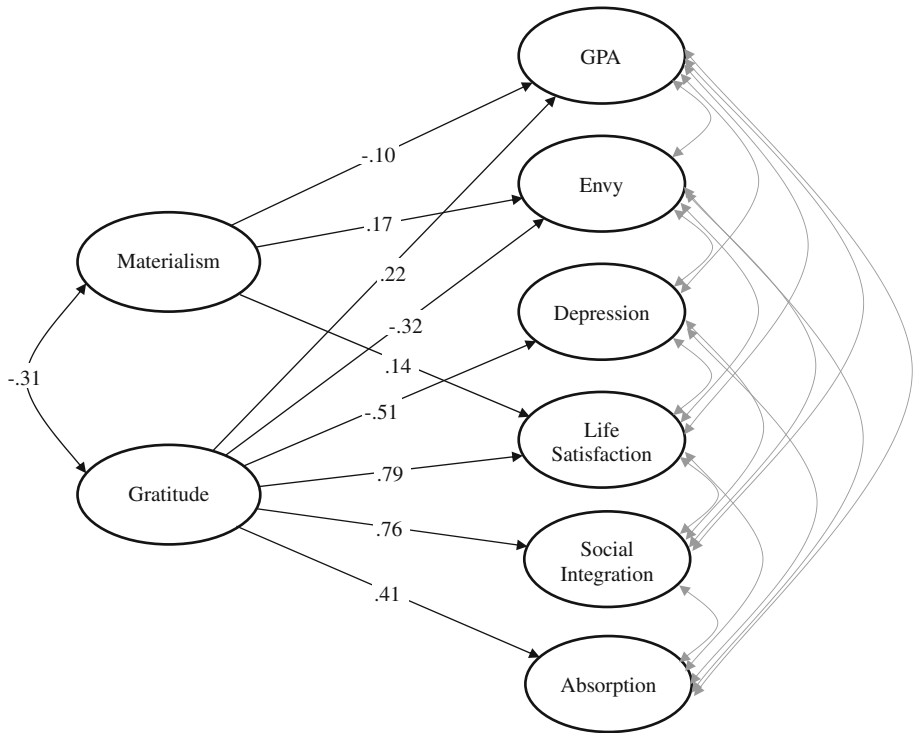 GPA
-.10
Envy
.17
Materialism
.22
Depression
-.32
.14
-.31
-.51
Life
Satisfaction
.79
Gratitude
.76
Social
Integration
.41
Absorption